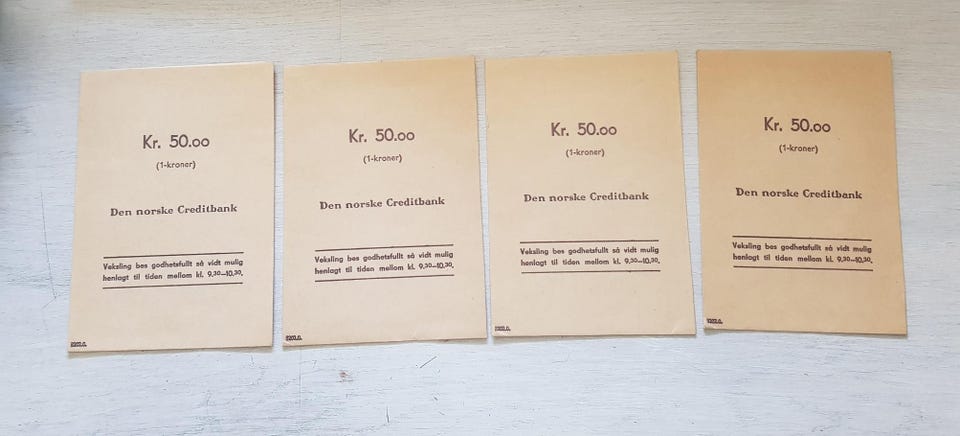 Kr. 50.00
(1-kroner)
Den norske Creditbank
Veksling bes godhetsfullt så vidt mulig
henlagt til tiden mellom kl. 9,30—10,30.
Kr. 50.00
(1-kroner)
Den norske Creditbank
Veksling bes godhetsfullt så vidt mulig
henlagt til tiden mellom kl. 9,30—10,30.
Kr. 50.00
(1-kroner)
Den norske Creditbank
Veksling bes godhetsfullt så vidt mulig
henlagt til tiden mellom kl. 9,30—10,30.
Kr. 50.00
(1-kroner)
Den norske Creditbank
Veksling bes godhetsfullt så vidt mulig
henlagt til tiden mellom kl. 9,30—10,30.